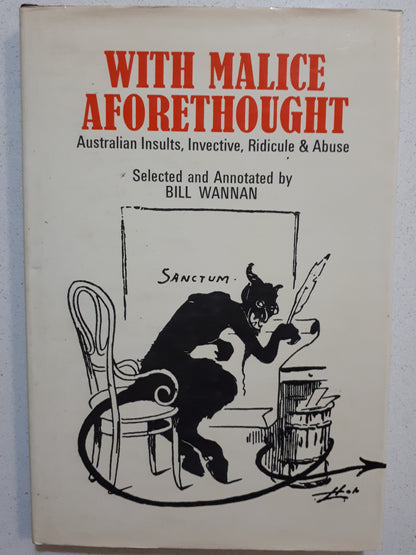 WITH MALICE
AFORETHOUGHT
Australian Insults, Invective, Ridicule & Abuse
Selected and Annotated by
BILL WANNAN
SANCTUM.